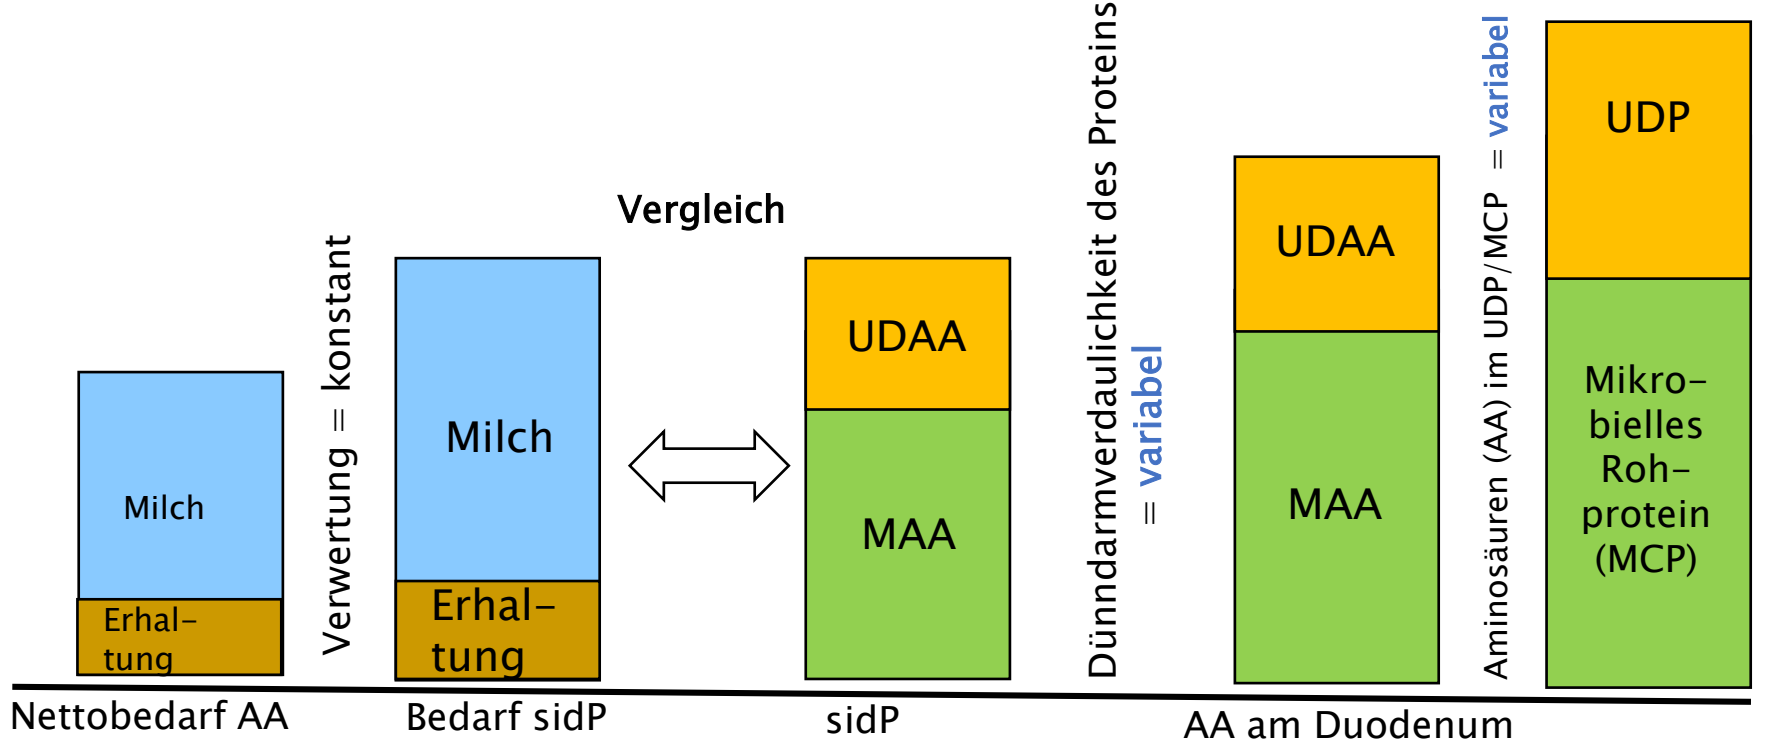 Milch
Erhal-
tung
Nettobedarf AA
Verwertung = konstant
Milch
Erhal-
tung
Bedarf sidP
Vergleich
UDAA
MAA
sidP
Dünndarmverdaulichkeit des Proteins
= variabel
UDAA
MAA
AA am Duodenum
Aminosäuren (AA) im UDP/MCP = variabel
UDP
Mikro-
bielles
Roh-
protein
(MCP)